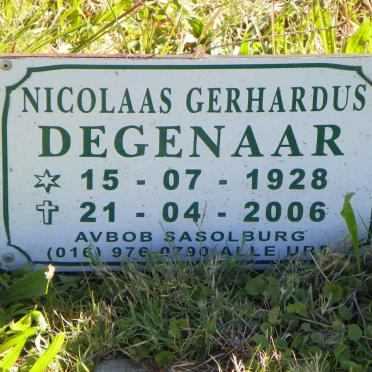 NICOLAAS GERHARDUS
DEGENAAR
15 - 07 - 1928
21 - 04 - 2006
AVBOB SASOLBURG
(016) 976-0790 ALLE URE